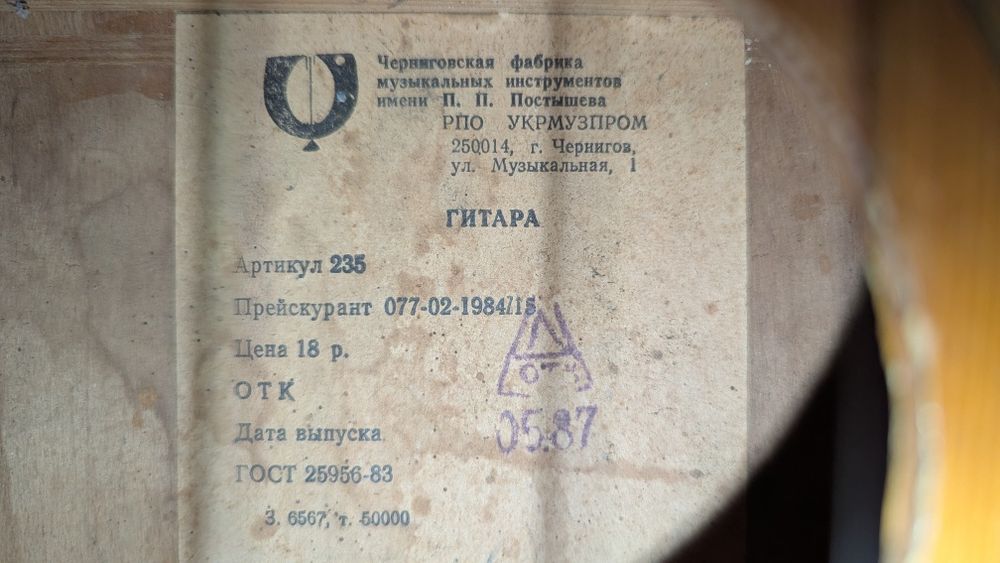 Черниговская фабрика
музыкальных инструментов
имени П. П. Постышева
РПО УКРМУЗПРОМ
250014, г. Чернигов,
ул. Музыкальная, 1
ГИТАРА
Артикул 235
Прейскурант 077-02-1984/15
Цена 18 р.
ОТК
ОТК
Дата выпуска 05.87
ГОСТ 25956-83
З. 6567, т. 50000